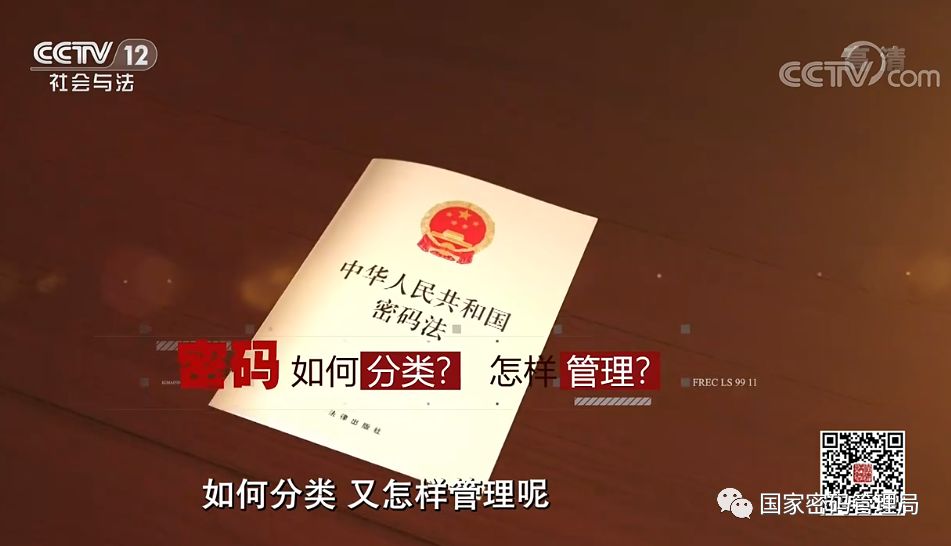 CCTV 12
社会与法
高清
CCTV com
中华人民共和国
密码法
密码 如何分类? 怎样管理?
FREC LS 99 11
法律出版社
如何分类 又怎样管理呢
国家密码管理局